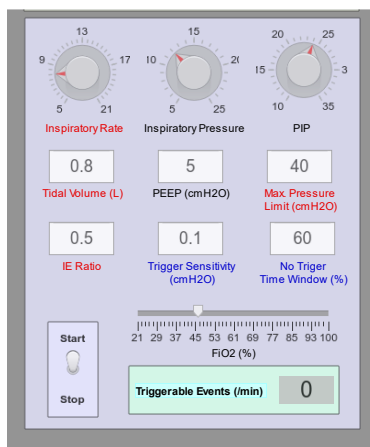 13 15 20 25
9 17 10 20 15 3
5 21 5 25 10 35
Inspiratory Rate Inspiratory Pressure PIP
0.8 5 40
Tidal Volume (L) PEEP (cmH2O) Max. Pressure
Limit (cmH2O)
0.5 0.1 60
IE Ratio Trigger Sensitivity No Triger
(cmH2O) Time Window (%)
21 29 37 45 53 61 69 77 85 93 100
FiO2 (%)
Start
Stop
Triggerable Events (/min) 0